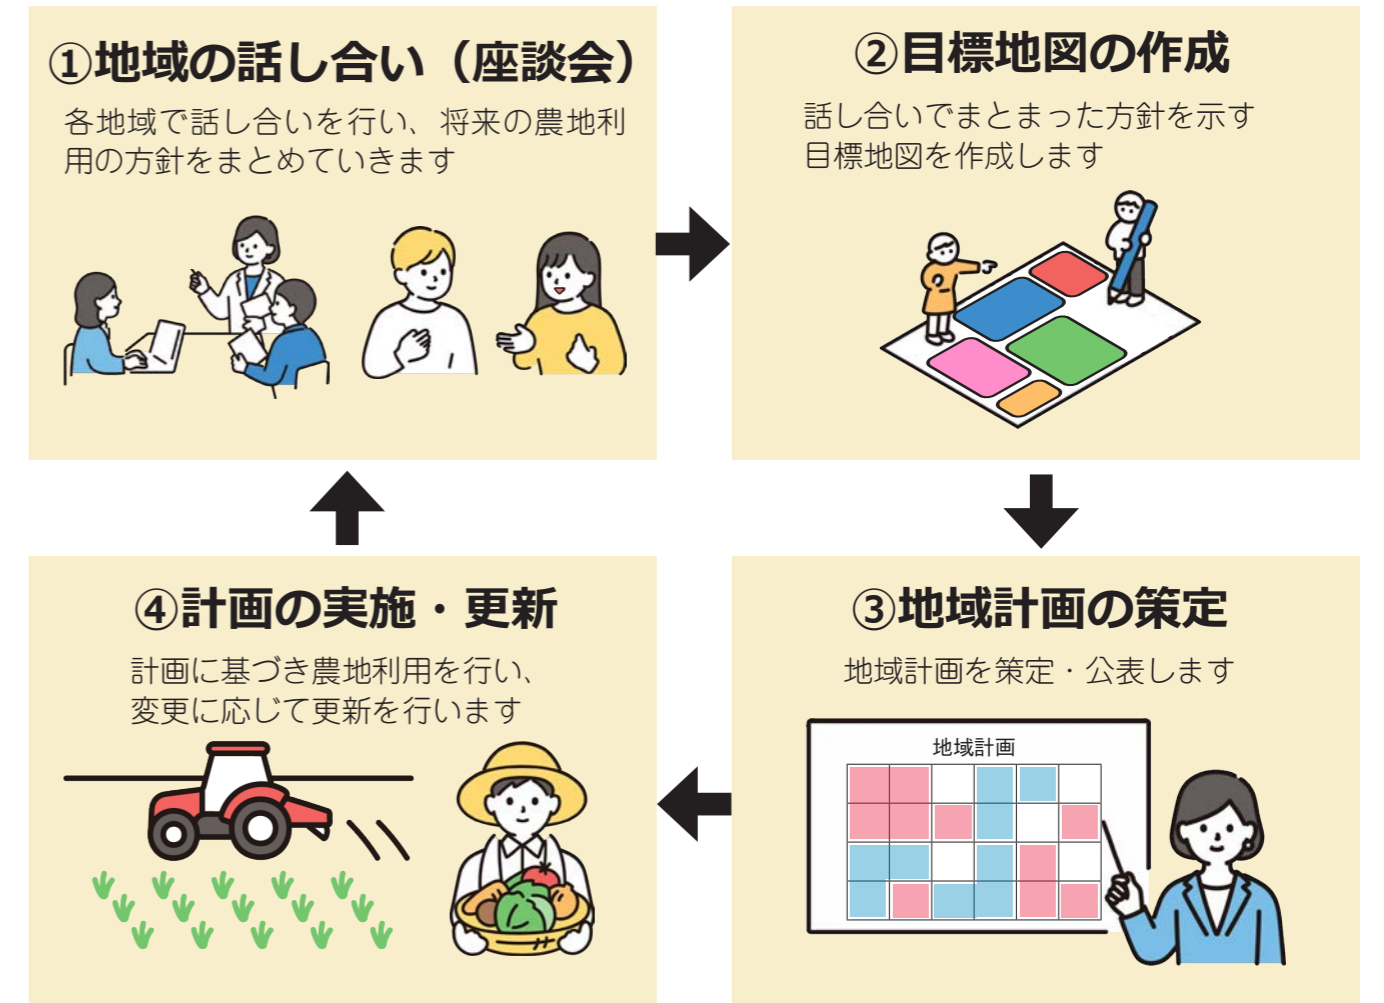 ①地域の話し合い（座談会）
各地域で話し合いを行い、将来の農地利
用の方針をまとめていきます
②目標地図の作成
話し合いでまとまった方針を示す
目標地図を作成します
③地域計画の策定
地域計画を策定・公表します
地域計画
④計画の実施・更新
計画に基づき農地利用を行い、
変更に応じて更新を行います